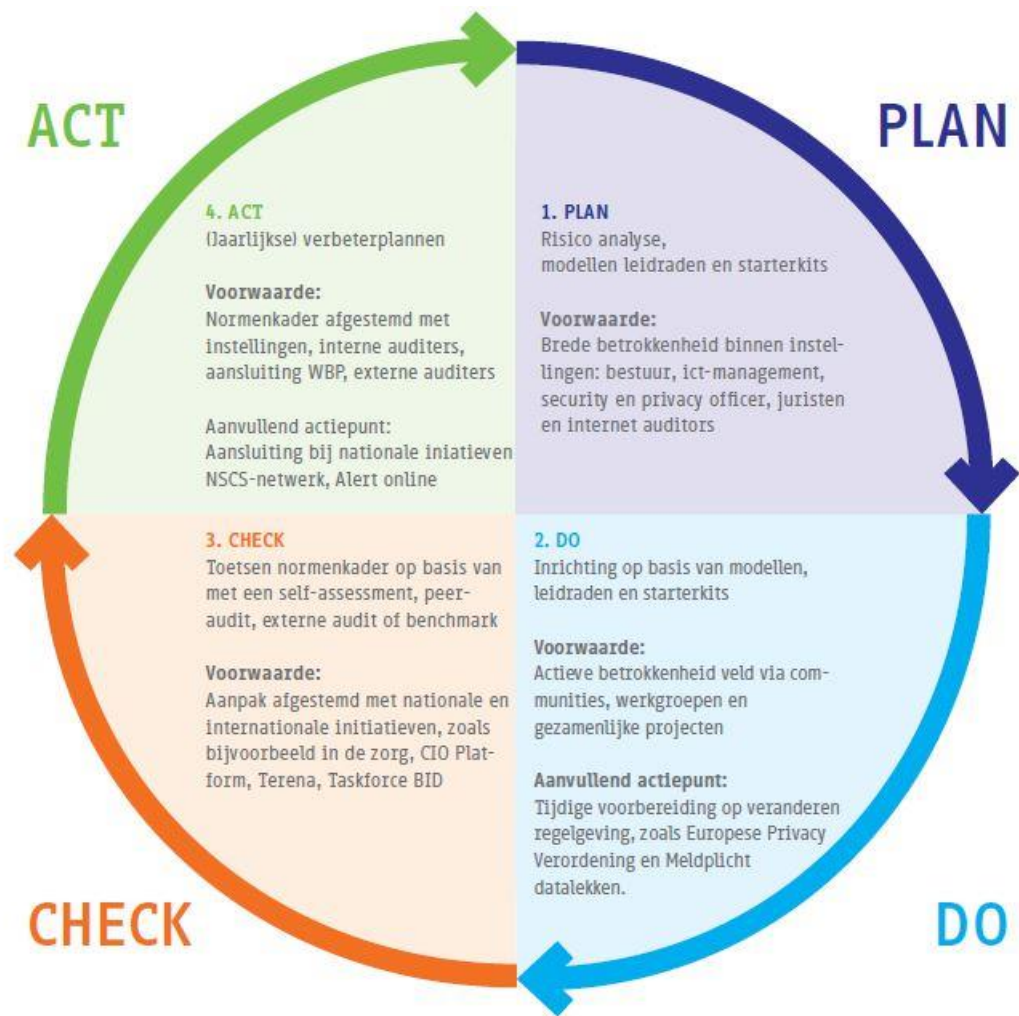 ACT
PLAN
4. ACT
(Jaarlijkse) verbeterplannen
Voorwaarde:
Normenkader afgestemd met
instellingen, interne auditers,
aansluiting WBP, externe auditers
Aanvullend actiepunt:
Aansluiting bij nationale iniatieven
NSCS-netwerk, Alert online
1. PLAN
Risico analyse,
modellen leidraden en starterkits
Voorwaarde:
Brede betrokkenheid binnen instel-
lingen: bestuur, ict-management,
security en privacy officer, juristen
en internet auditors
3. CHECK
Toetsen normenkader op basis van
met een self-assessment, peer-
audit, externe audit of benchmark
Voorwaarde:
Aanpak afgestemd met nationale en
internationale initiatieven, zoals
bijvoorbeeld in de zorg, CIO Plat-
form, Terena, Taskforce BID
2. DO
Inrichting op basis van modellen,
leidraden en starterkits
Voorwaarde:
Actieve betrokkenheid veld via com-
munities, werkgroepen en
gezamenlijke projecten
Aanvullend actiepunt:
Tijdige voorbereiding op veranderen
regelgeving, zoals Europese Privacy
Verordening en Meldplicht
datalekken.
CHECK
DO